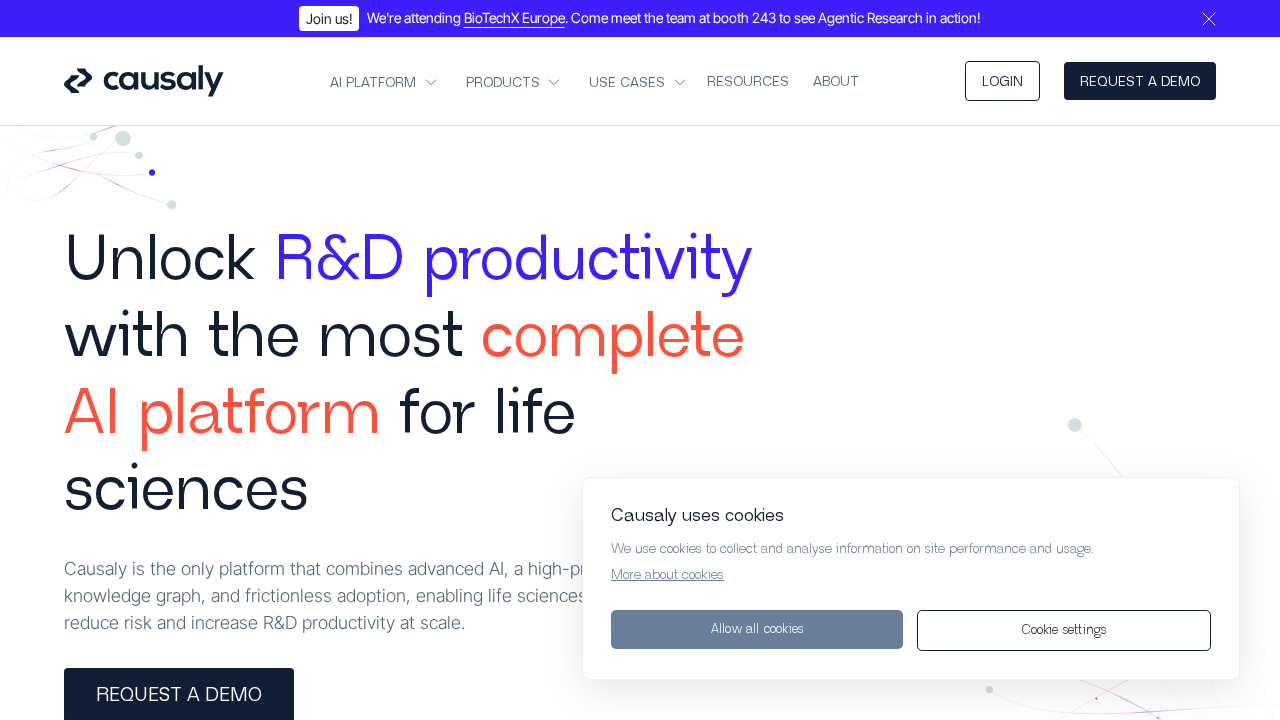 Join us! We're attending BioTechX Europe. Come meet the team at booth 243 to see Agentic Research in action!
causaly
AI PLATFORM PRODUCTS USE CASES RESOURCES ABOUT LOGIN REQUEST A DEMO
Unlock R&D productivity
with the most complete
AI platform for life
sciences
Causaly is the only platform that combines advanced AI, a
knowledge graph, and frictionless adoption, enabling life sciences
reduce risk and increase R&D productivity at scale.
REQUEST A DEMO
Causaly uses cookies
We use cookies to collect and analyse information on site performance and usage.
More about cookies
Allow all cookies Cookie settings